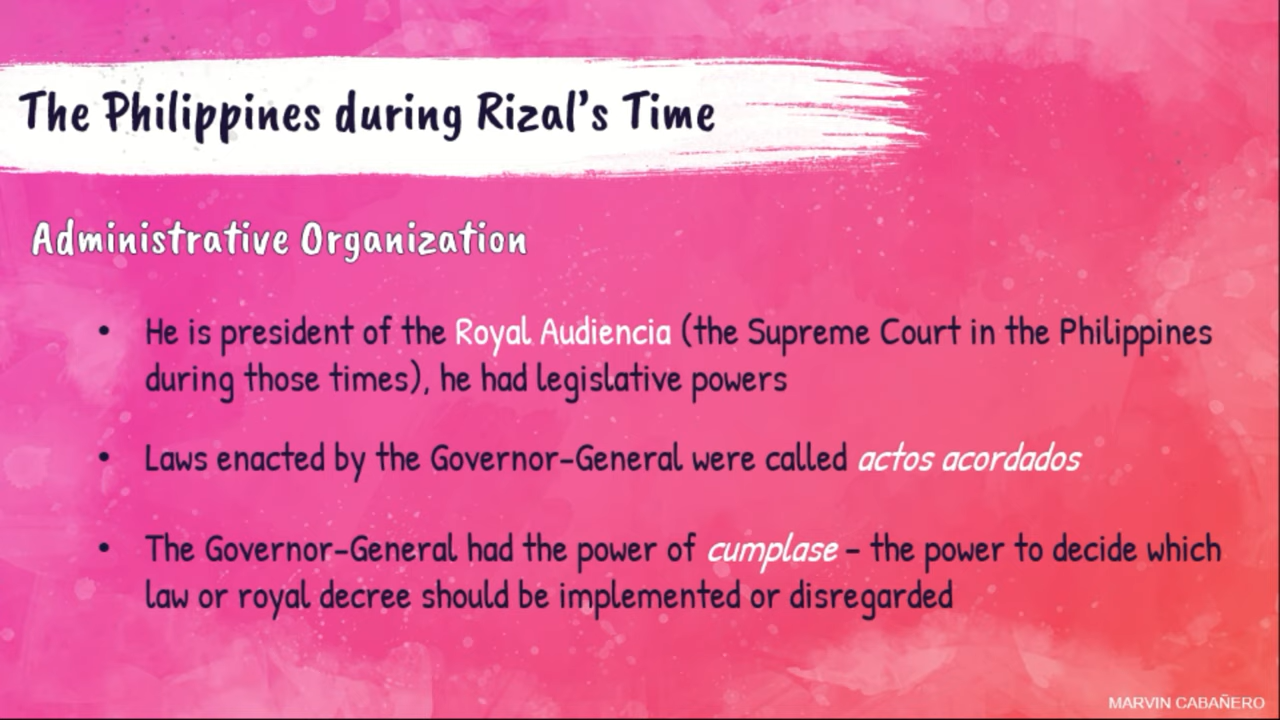 The Philippines during Rizal's Time
Administrative Organization
• He is president of the Royal Audiencia (the Supreme Court in the Philippines
during those times), he had legislative powers
• Laws enacted by the Governor-General were called actos acordados
• The Governor-General had the power of cumplase – the power to decide which
law or royal decree should be implemented or disregarded
MARVIN CABAÑERO